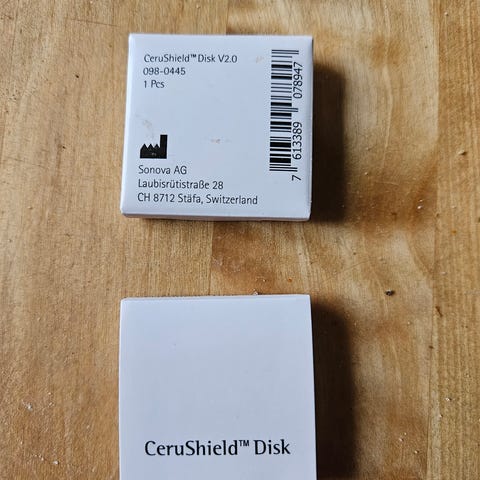 CeruShield™ Disk V2.0
098-0445
1 Pcs
Sonova AG
Laubisrütistraße 28
CH 8712 Stäfa, Switzerland
7 613389 078947
CeruShield™ Disk